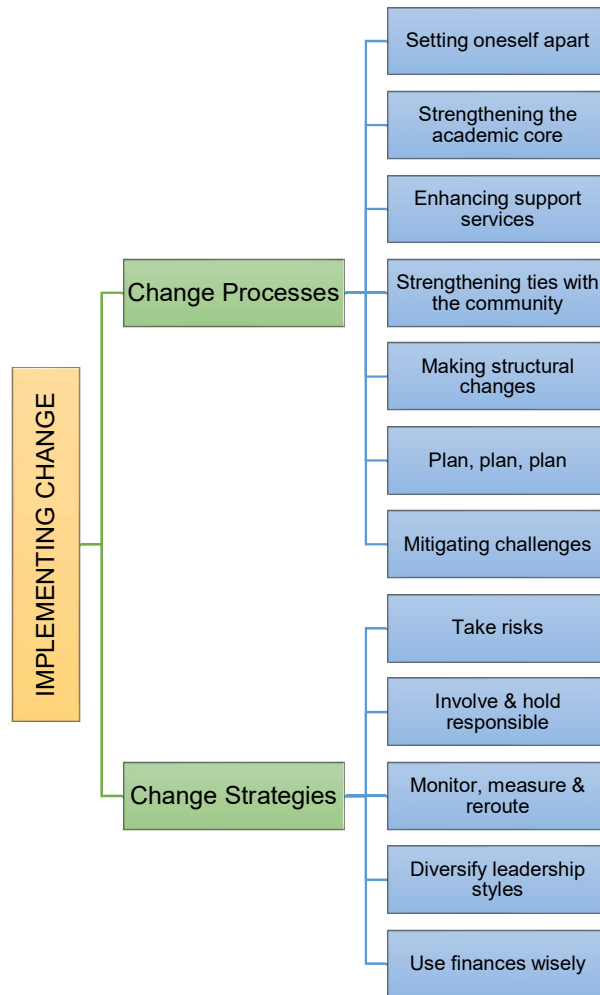 IMPLEMENTING CHANGE
Change Processes
Setting oneself apart
Strengthening the
academic core
Enhancing support
services
Strengthening ties with
the community
Making structural
changes
Plan, plan, plan
Mitigating challenges
Change Strategies
Take risks
Involve & hold
responsible
Monitor, measure &
reroute
Diversify leadership
styles
Use finances wisely